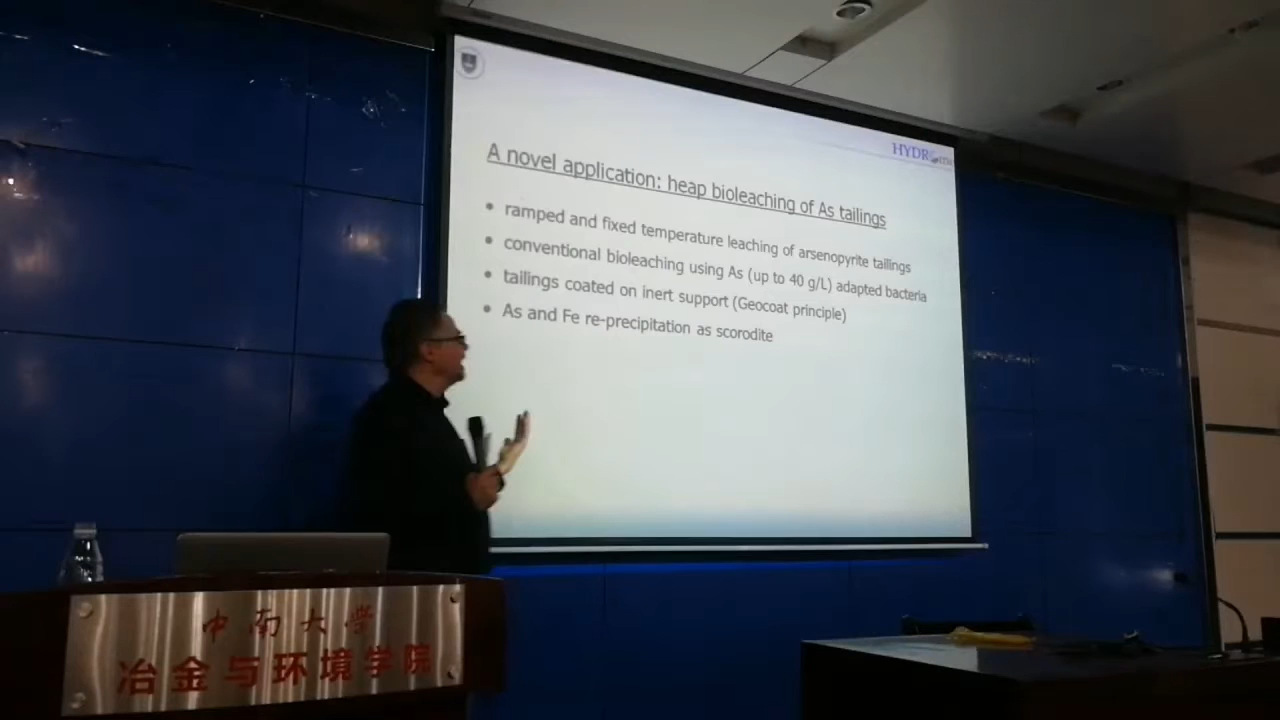 HYDR
A novel application: heap bioleaching of As tailings
• ramped and fixed temperature leaching of arsenopyrite tailings
• conventional bioleaching using As (up to 40 g/L) adapted bacteria
• tailings coated on inert support (Geocoat principle)
• As and Fe re-precipitation as scorodite
中南大学
冶金与环境学院